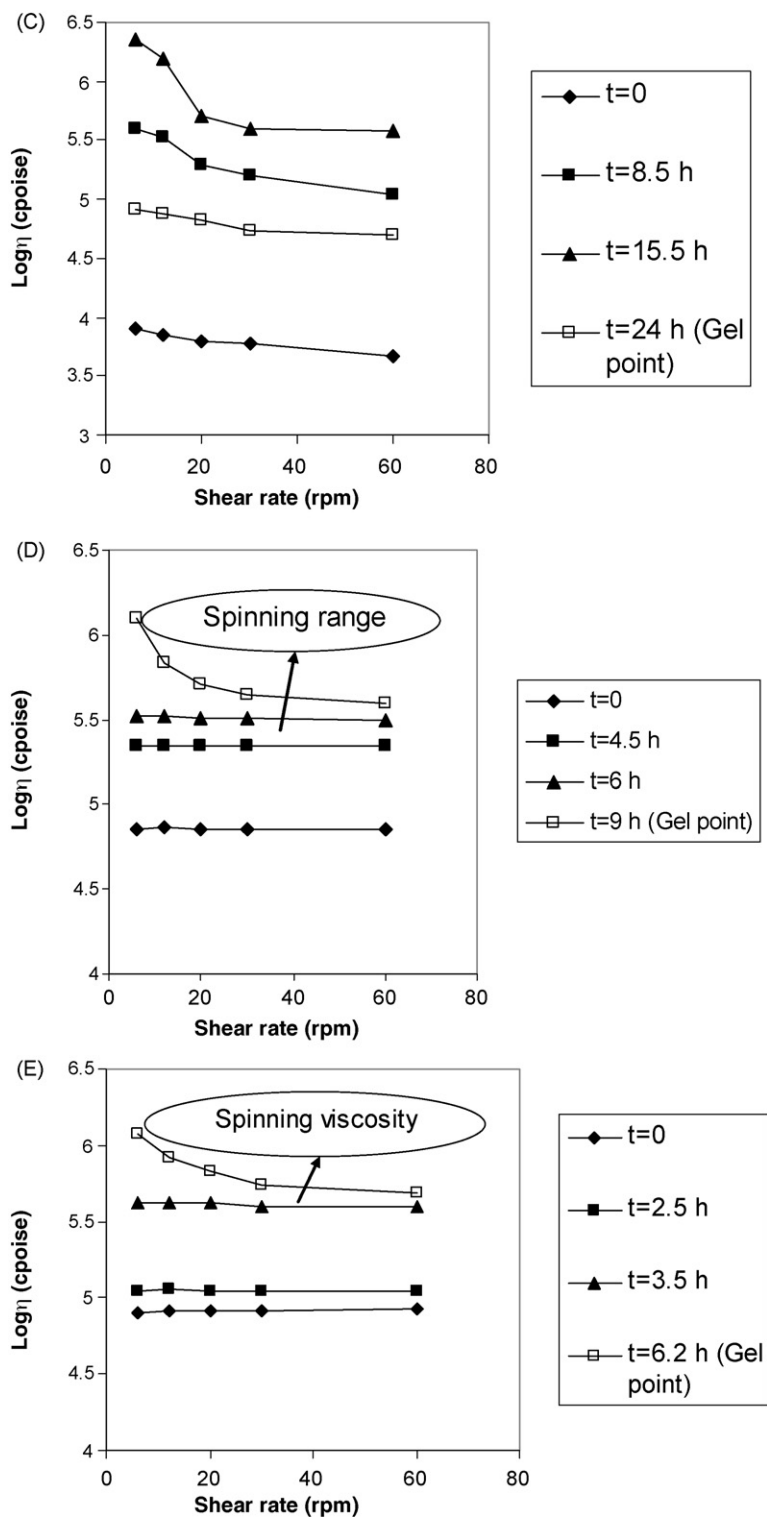 (C)
6.5
6
5.5
5
4.5
4
3.5
3
Logη (cpoise)
0 20 40 60 80
Shear rate (rpm)
t=0
t=8.5 h
t=15.5 h
t=24 h (Gel
point)
(D)
6.5
6
5.5
5
4.5
4
Logη (cpoise)
Spinning range
0 20 40 60 80
Shear rate (rpm)
t=0
t=4.5 h
t=6 h
t=9 h (Gel point)
(E)
6.5
6
5.5
5
4.5
4
Logη (cpoise)
Spinning viscosity
0 20 40 60 80
Shear rate (rpm)
t=0
t=2.5 h
t=3.5 h
t=6.2 h (Gel
point)